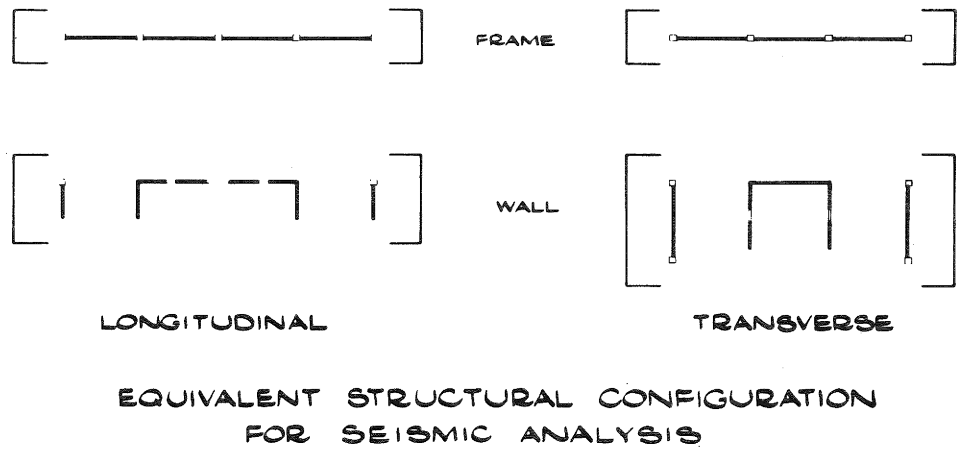 FRAME
WALL
LONGITUDINAL
TRANSVERSE
EQUIVALENT STRUCTURAL CONFIGURATION
FOR SEISMIC ANALYSIS